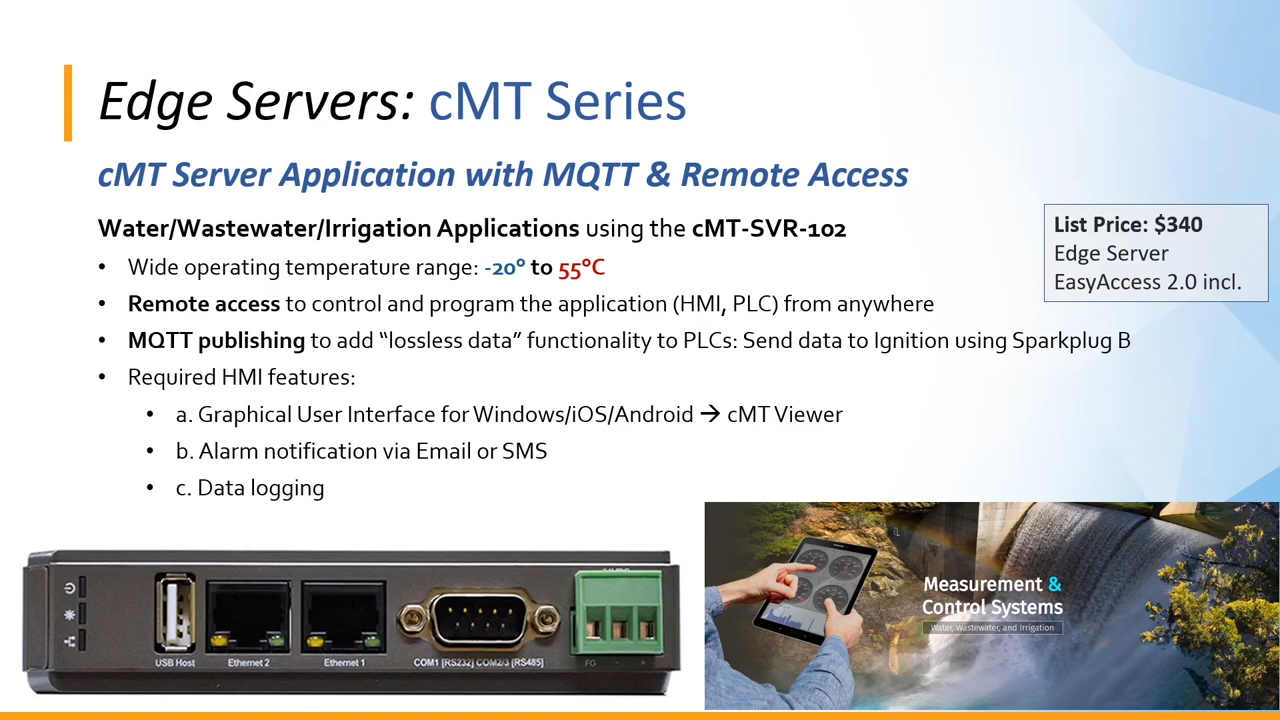 Edge Servers: cMT Series
cMT Server Application with MQTT & Remote Access
Water/Wastewater/Irrigation Applications using the cMT-SVR-102
• Wide operating temperature range: -20° to 55°C
• Remote access to control and program the application (HMI, PLC) from anywhere
• MQTT publishing to add “lossless data” functionality to PLCs: Send data to Ignition using Sparkplug B
• Required HMI features:
• a. Graphical User Interface for Windows/iOS/Android → cMT Viewer
• b. Alarm notification via Email or SMS
• c. Data logging
List Price: $340
Edge Server
EasyAccess 2.0 incl.
USB Host
Ethernet 2
Ethernet 1
COM1 [RS232] COM2/3 [RS485]
FG - +
Measurement &
Control Systems
Water, Wastewater, and Irrigation